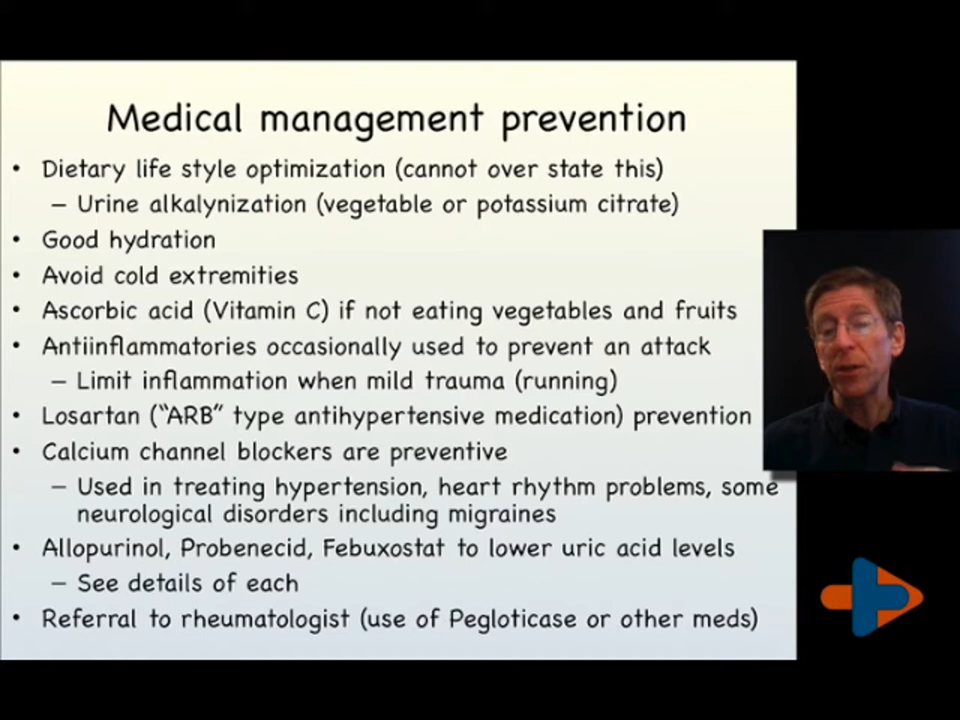 Medical management prevention
• Dietary life style optimization (cannot over state this)
– Urine alkalynization (vegetable or potassium citrate)
• Good hydration
• Avoid cold extremities
• Ascorbic acid (Vitamin C) if not eating vegetables and fruits
• Antiinflammatories occasionally used to prevent an attack
– Limit inflammation when mild trauma (running)
• Losartan (“ARB” type antihypertensive medication) prevention
• Calcium channel blockers are preventive
– Used in treating hypertension, heart rhythm problems, some
neurological disorders including migraines
• Allopurinol, Probenecid, Febuxostat to lower uric acid levels
– See details of each
• Referral to rheumatologist (use of Pegloticase or other meds)